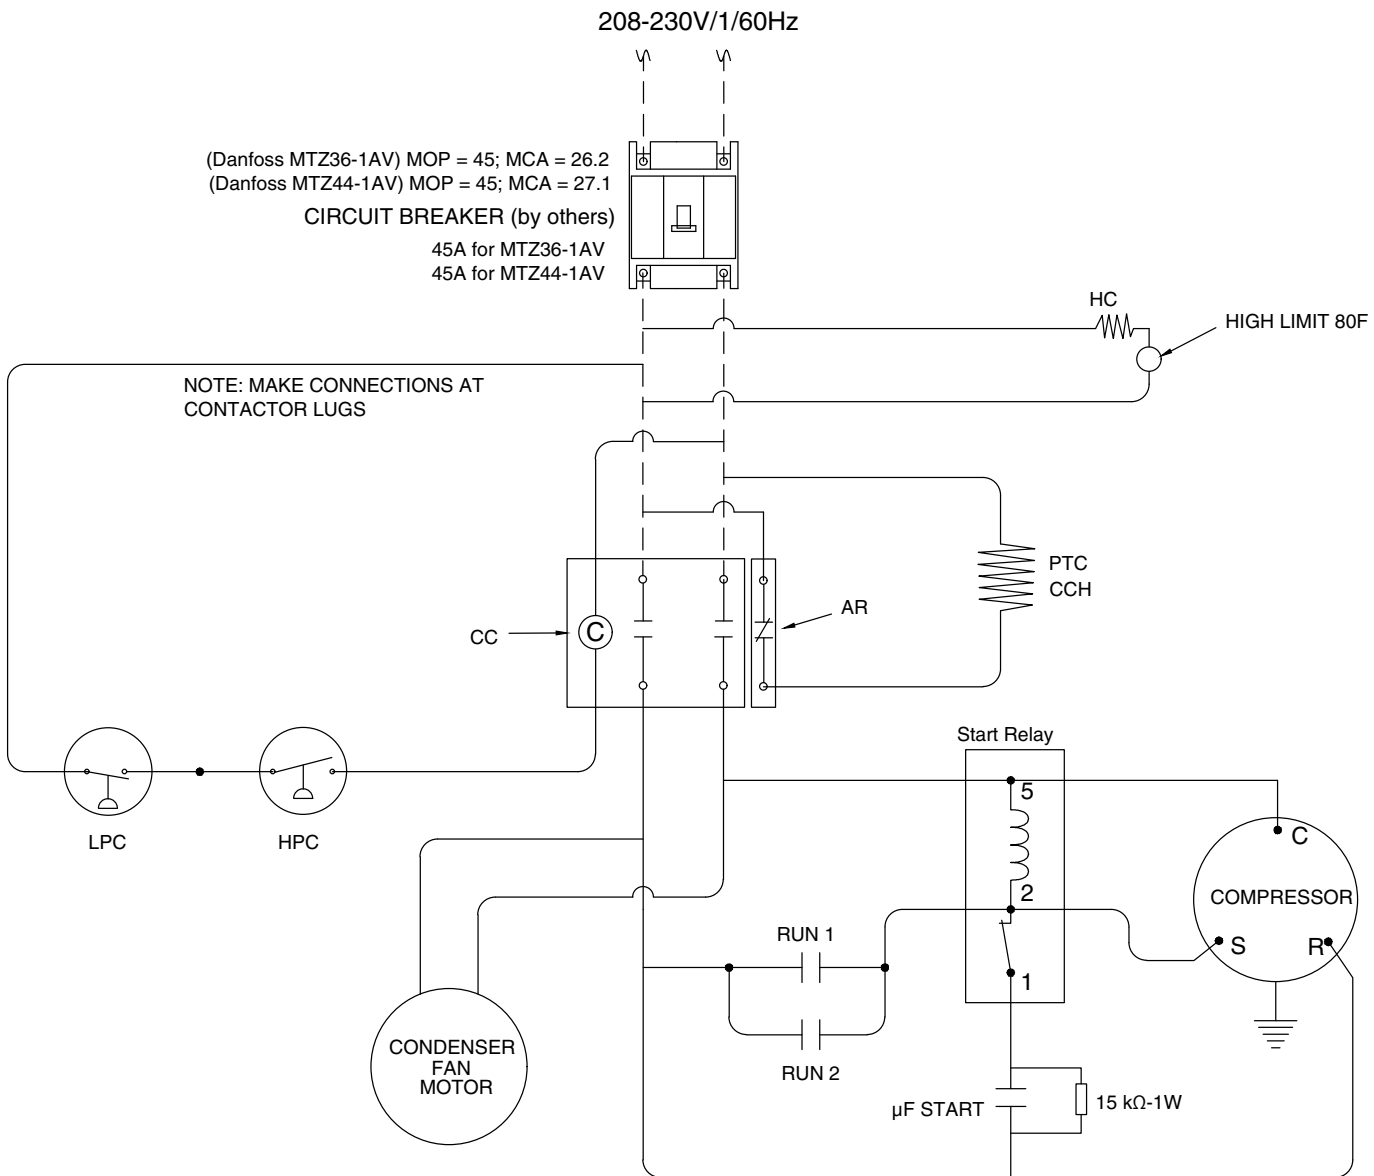 208-230V/1/60Hz
(Danfoss MTZ36-1AV) MOP = 45; MCA = 26.2
(Danfoss MTZ44-1AV) MOP = 45; MCA = 27.1
CIRCUIT BREAKER (by others)
45A for MTZ36-1AV
45A for MTZ44-1AV
HC
HIGH LIMIT 80F
NOTE: MAKE CONNECTIONS AT
CONTACTOR LUGS
PTC
CCH
AR
CC
C
LPC
HPC
Start Relay
5
2
1
C
COMPRESSOR
S
R
RUN 1
RUN 2
CONDENSER
FAN
MOTOR
µF START
15 kΩ-1W